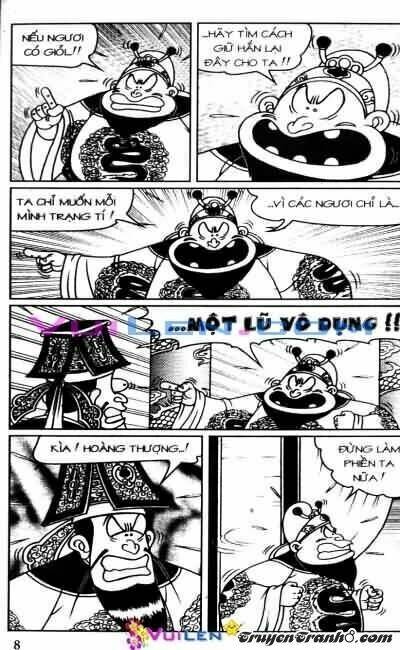 NẾU NGƯƠI
CÓ GIỎI..!!
...HÃY TÌM CÁCH
GIỮ HẮN LẠI
ĐÂY CHO TA !!
TA CHỈ MUỐN MỖI
MÌNH TRẠNG TÍ !
...VÌ CÁC NGƯƠI CHỈ LÀ...
...MỘT LŨ VÔ DỤNG !!
KÌA ! HOÀNG THƯỢNG...!
ĐỪNG LÀM
PHIỀN TA
NỮA !
8
VUILEN
TruyenTranh8.com